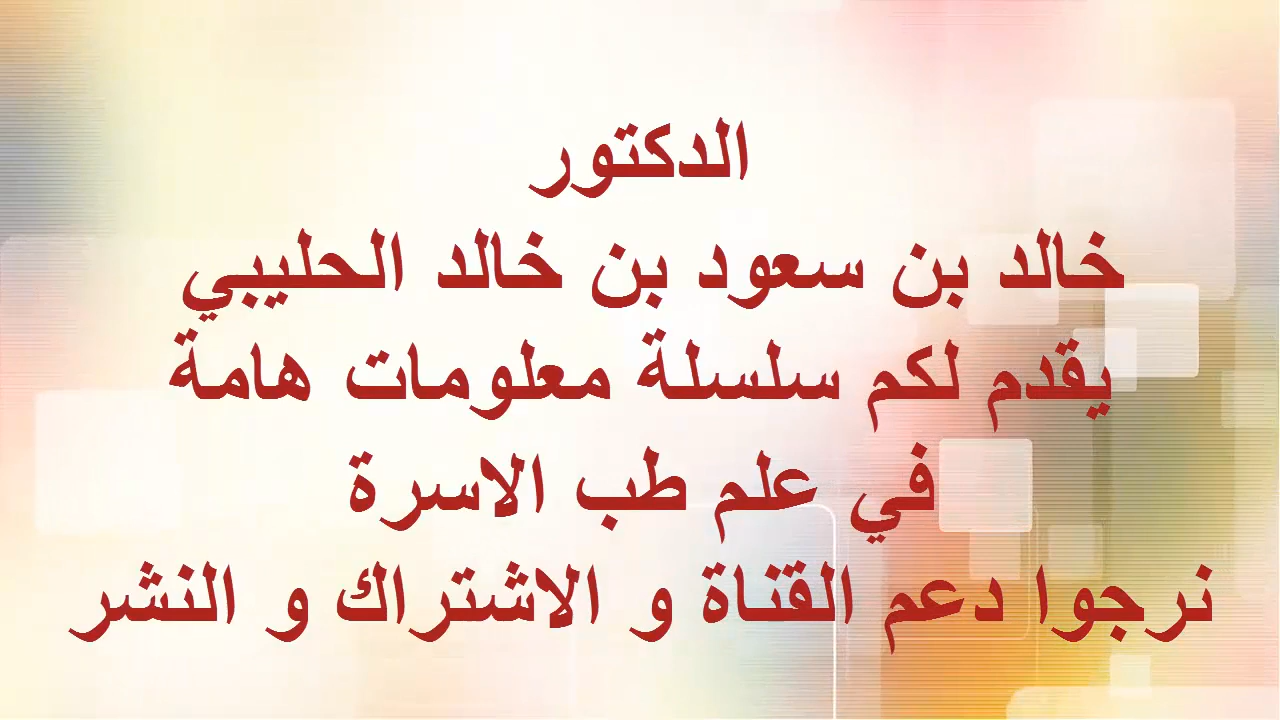 الدكتور
خالد بن سعود بن خالد الحليبي
يقدم لكم سلسلة معلومات هامة
في علم طب الاسرة
نرجوا دعم القناة و الاشتراك و النشر